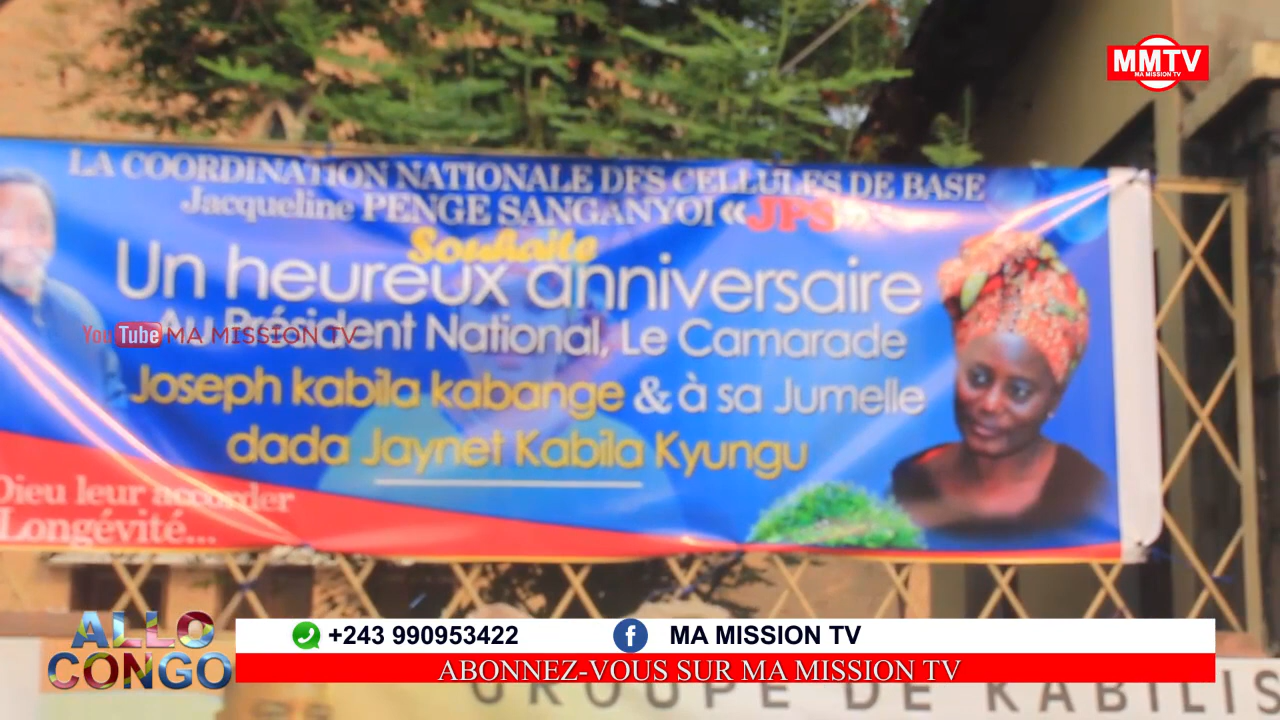 MMTV
MA MISSION TV
LA COORDINATION NATIONALE DES CELLULES DE BASE
Jacqueline PENGE SANGANYOI «JPS»
Souhaite
Un heureux anniversaire
Au Président National, Le Camarade
YouTube MA MISSION TV
Joseph kabila kabange & à sa Jumelle
dada Jaynet Kabila Kyungu
Dieu leur accorder
Longévité...
ALLO
CONGO
+243 990953422
MA MISSION TV
ABONNEZ-VOUS SUR MA MISSION TV
GROUPE DE KABILIS